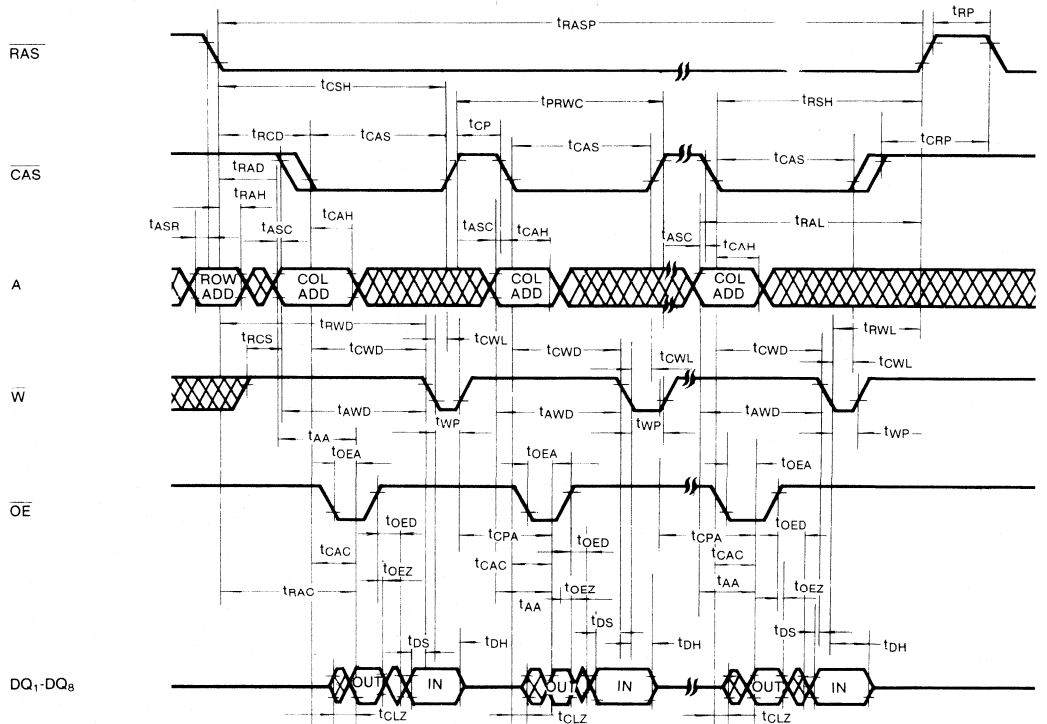 tRASP
tRP
RAS
tCSH
tPRWC
tRSH
tRCD
tCAS
tCP
tCAS
tCAS
tCRP
CAS
tRAD
tRAH
tASR
tASC
tCAH
tASC
tCAH
tRAL
tASC
tCAH
A
ROW ADD
COL ADD
COL ADD
COL ADD
tRWD
tRWL
tRCS
tCWD
tCWL
tCWD
tCWL
tCWD
tCWL
W
tAWD
tAWD
tAWD
tWP
tWP
tWP
tAA
tOEA
tOEA
tOEA
OE
tOED
tCPA
tOED
tCPA
tOED
tCAC
tCAC
tCAC
tOEZ
tOEZ
tAA
tOEZ
tRAC
tAA
tDS
tDH
tDS
tDH
tDS
tDH
DQ1-DQ8
OUT
IN
OUT
IN
OUT
IN
tCLZ
tCLZ
tCLZ